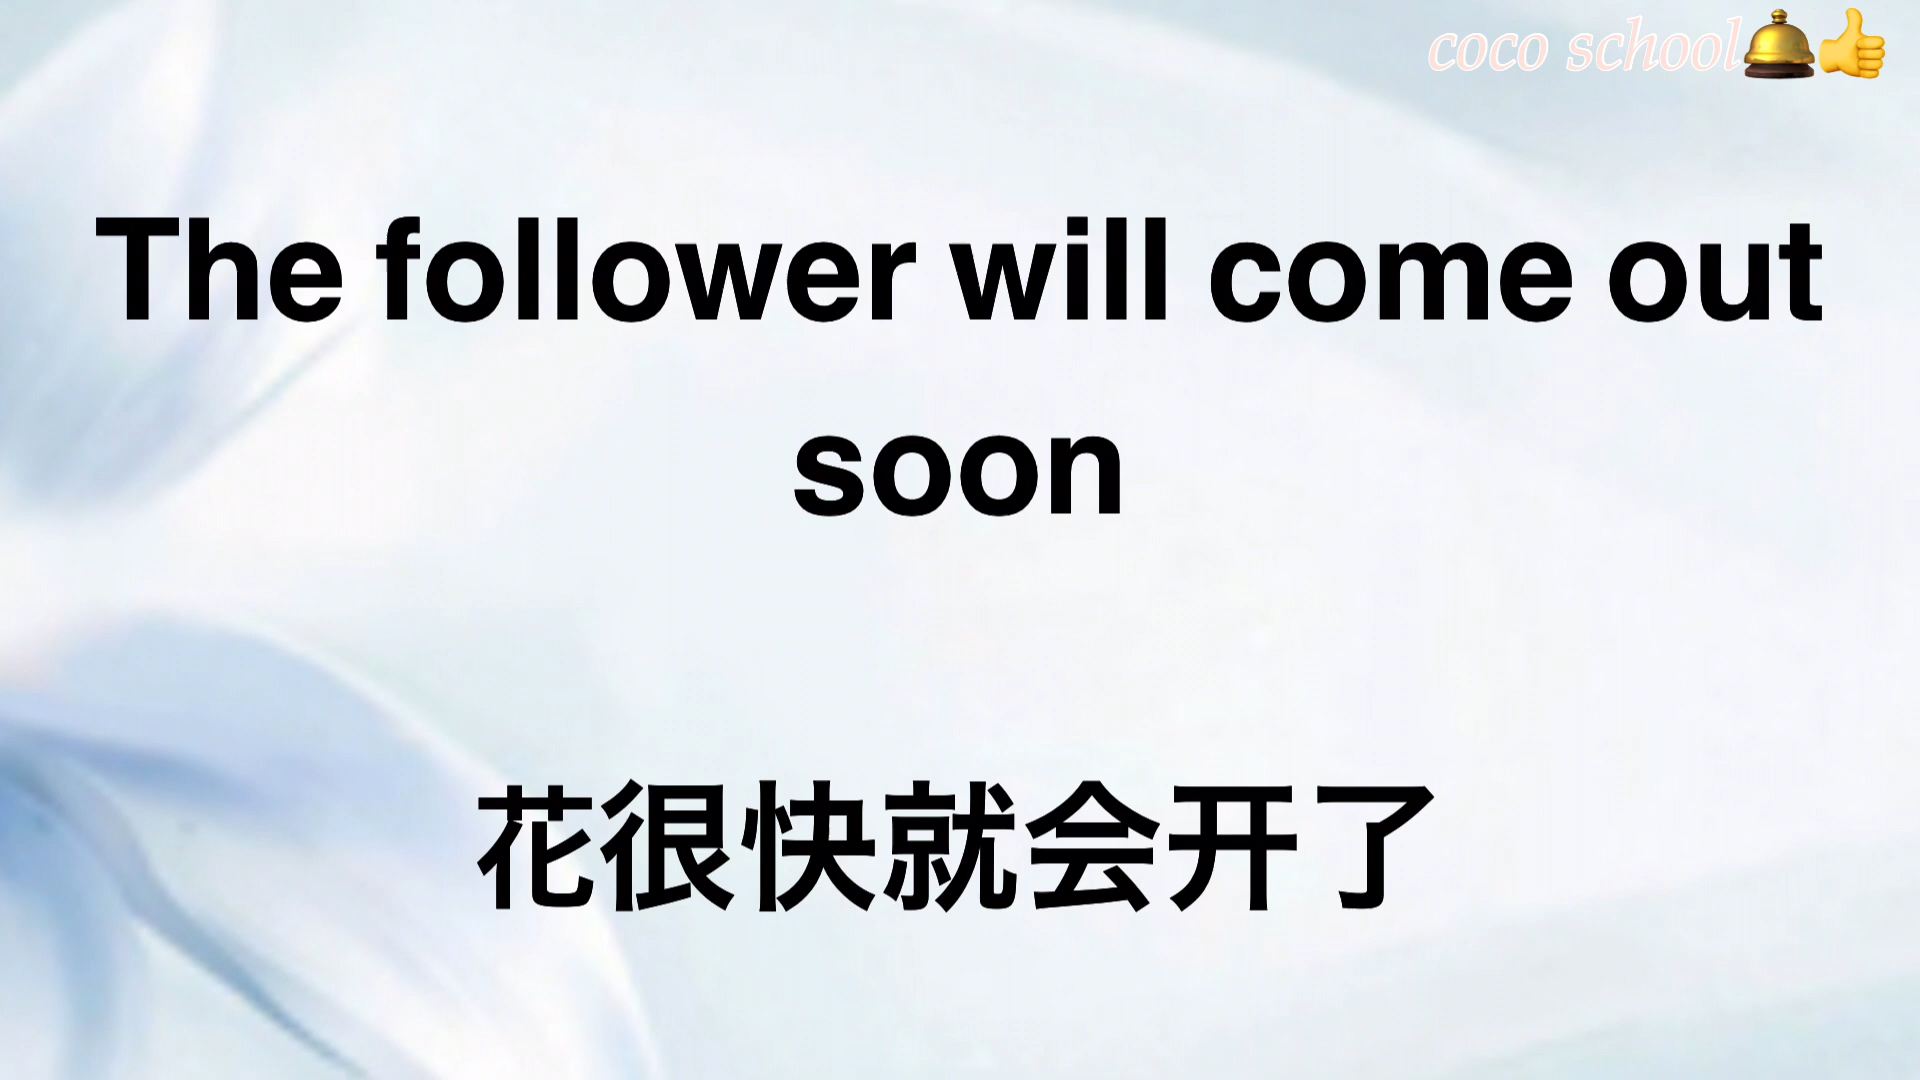 coco school🛎👍
The follower will come out
soon
花很快就会开了